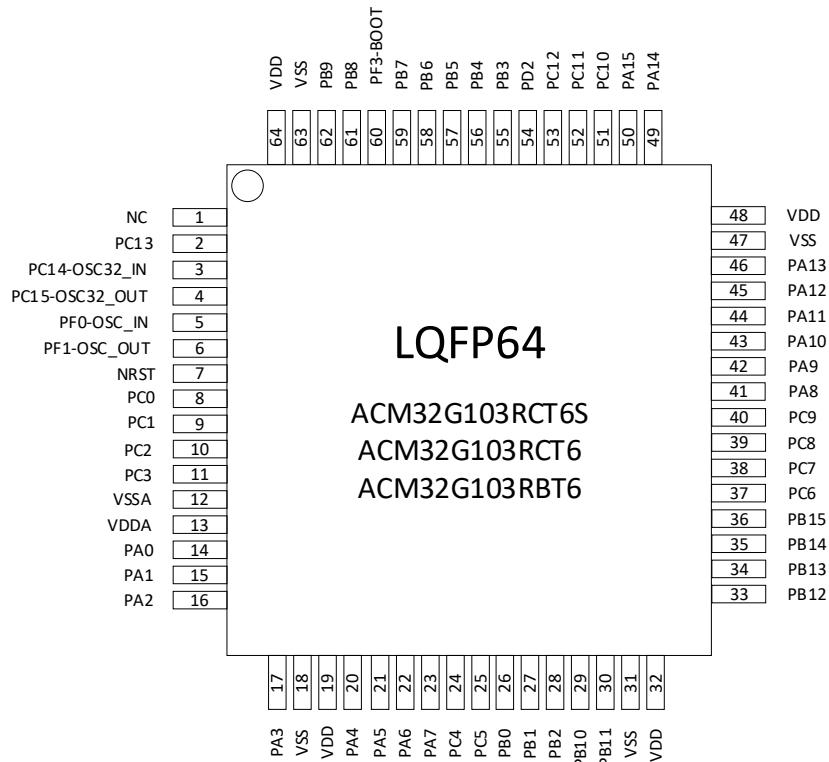 VDD VSS PB9 PB8 PF3-BOOT PB7 PB6 PB5 PB4 PB3 PD2 PC12 PC11 PC10 PA15 PA14
64 63 62 61 60 59 58 57 56 55 54 53 52 51 50 49
NC 1
PC13 2
PC14-OSC32_IN 3
PC15-OSC32_OUT 4
PF0-OSC_IN 5
PF1-OSC_OUT 6
NRST 7
PC0 8
PC1 9
PC2 10
PC3 11
VSSA 12
VDDA 13
PA0 14
PA1 15
PA2 16
LQFP64
ACM32G103RCT6S
ACM32G103RCT6
ACM32G103RBT6
48 VDD
47 VSS
46 PA13
45 PA12
44 PA11
43 PA10
42 PA9
41 PA8
40 PC9
39 PC8
38 PC7
37 PC6
36 PB15
35 PB14
34 PB13
33 PB12
17 18 19 20 21 22 23 24 25 26 27 28 29 30 31 32
PA3 VSS VDD PA4 PA5 PA6 PA7 PC4 PC5 PB0 PB1 PB2 PB10 PB11 VSS VDD